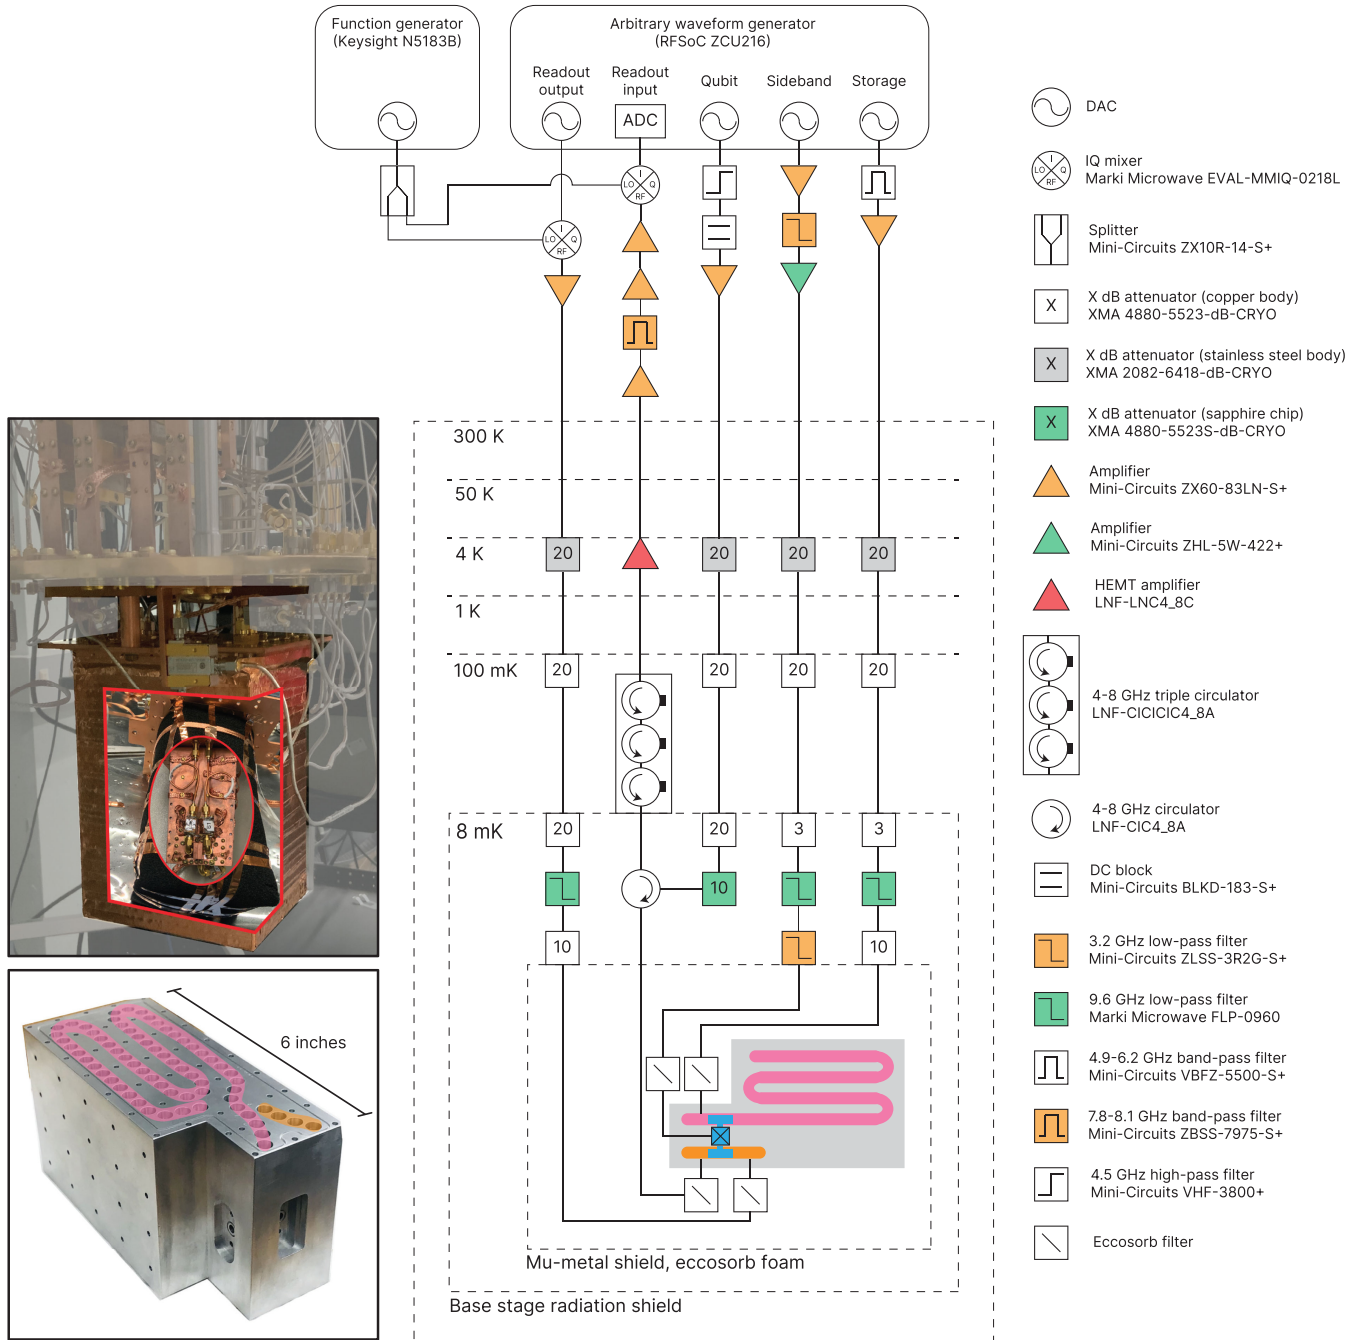 Function generator
(Keysight N5183B)
Arbitrary waveform generator
(RFSoC ZCU216)
Readout
output
Readout
input
Qubit
Sideband
Storage
ADC
I
LO
Q
RF
I
LO
Q
RF
300 K
50 K
4 K
20
20
20
20
1 K
100 mK
20
20
20
20
8 mK
20
20
3
3
10
10
10
Mu-metal shield, eccosorb foam
Base stage radiation shield
6 inches
DAC
I
LO
Q
RF
IQ mixer
Marki Microwave EVAL-MMIQ-0218L
Splitter
Mini-Circuits ZX10R-14-S+
X
X dB attenuator (copper body)
XMA 4880-5523-dB-CRYO
X
X dB attenuator (stainless steel body)
XMA 2082-6418-dB-CRYO
X
X dB attenuator (sapphire chip)
XMA 4880-5523S-dB-CRYO
Amplifier
Mini-Circuits ZX60-83LN-S+
Amplifier
Mini-Circuits ZHL-5W-422+
HEMT amplifier
LNF-LNC4_8C
4-8 GHz triple circulator
LNF-CICICIC4_8A
4-8 GHz circulator
LNF-CIC4_8A
DC block
Mini-Circuits BLKD-183-S+
3.2 GHz low-pass filter
Mini-Circuits ZLSS-3R2G-S+
9.6 GHz low-pass filter
Marki Microwave FLP-0960
4.9-6.2 GHz band-pass filter
Mini-Circuits VBFZ-5500-S+
7.8-8.1 GHz band-pass filter
Mini-Circuits ZBSS-7975-S+
4.5 GHz high-pass filter
Mini-Circuits VHF-3800+
Eccosorb filter